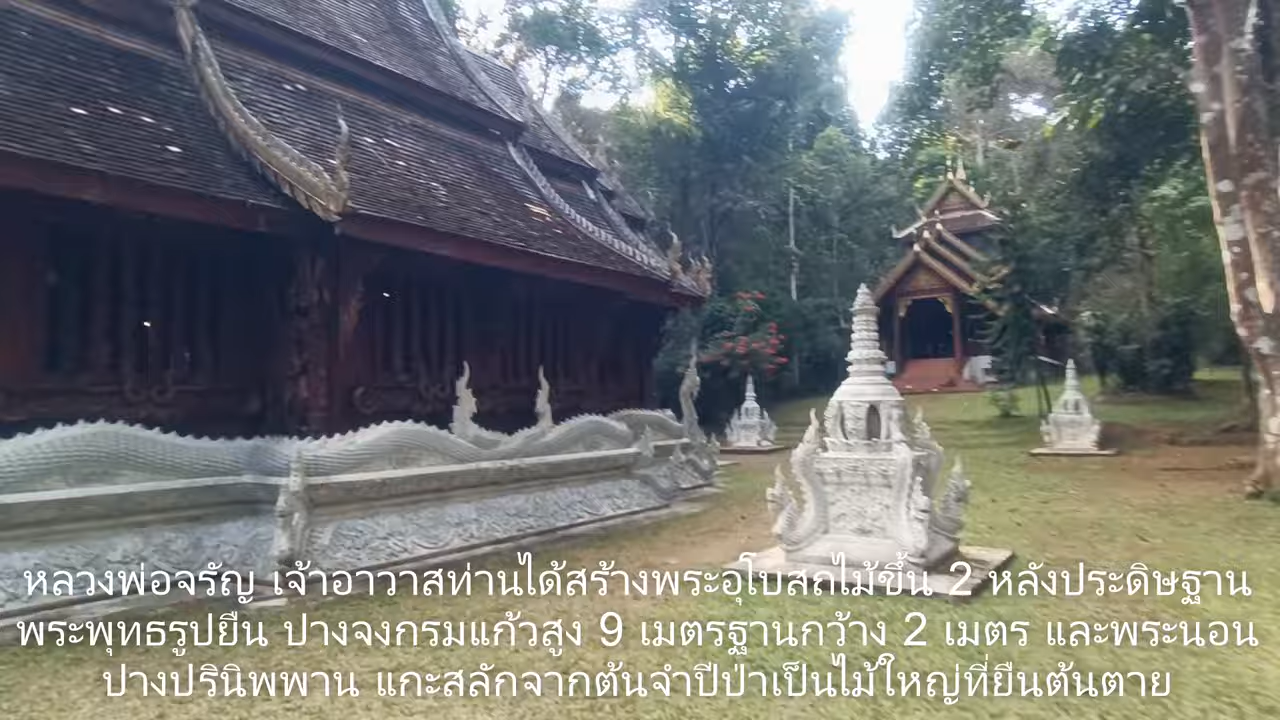 หลวงพ่อจรัญ เจ้าอาวาสท่านได้สร้างพระอุโบสถไม้ขึ้น 2 หลังประดิษฐาน
พระพุทธรูปยืน ปางจงกรมแก้วสูง 9 เมตรฐานกว้าง 2 เมตร และพระนอน
ปางปรินิพพาน แกะสลักจากต้นจำปีป่าเป็นไม้ใหญ่ที่ยืนต้นตาย